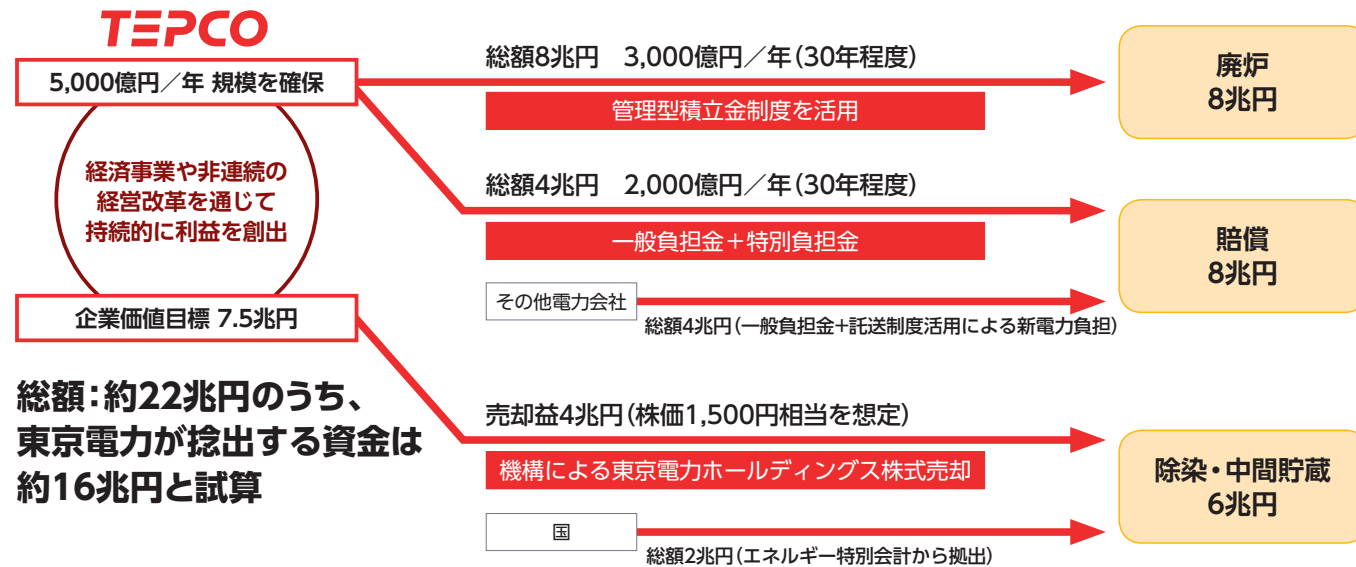 TEPCO
5,000億円／年 規模を確保
経済事業や非連続の
経営改革を通じて
持続的に利益を創出
企業価値目標 7.5兆円
総額：約22兆円のうち、
東京電力が捻出する資金は
約16兆円と試算
総額8兆円　3,000億円／年（30年程度）
管理型積立金制度を活用
廃炉
8兆円
総額4兆円　2,000億円／年（30年程度）
一般負担金＋特別負担金
その他電力会社
総額4兆円（一般負担金＋託送制度活用による新電力負担）
賠償
8兆円
売却益4兆円（株価1,500円相当を想定）
機構による東京電力ホールディングス株式売却
国
総額2兆円（エネルギー特別会計から拠出）
除染・中間貯蔵
6兆円